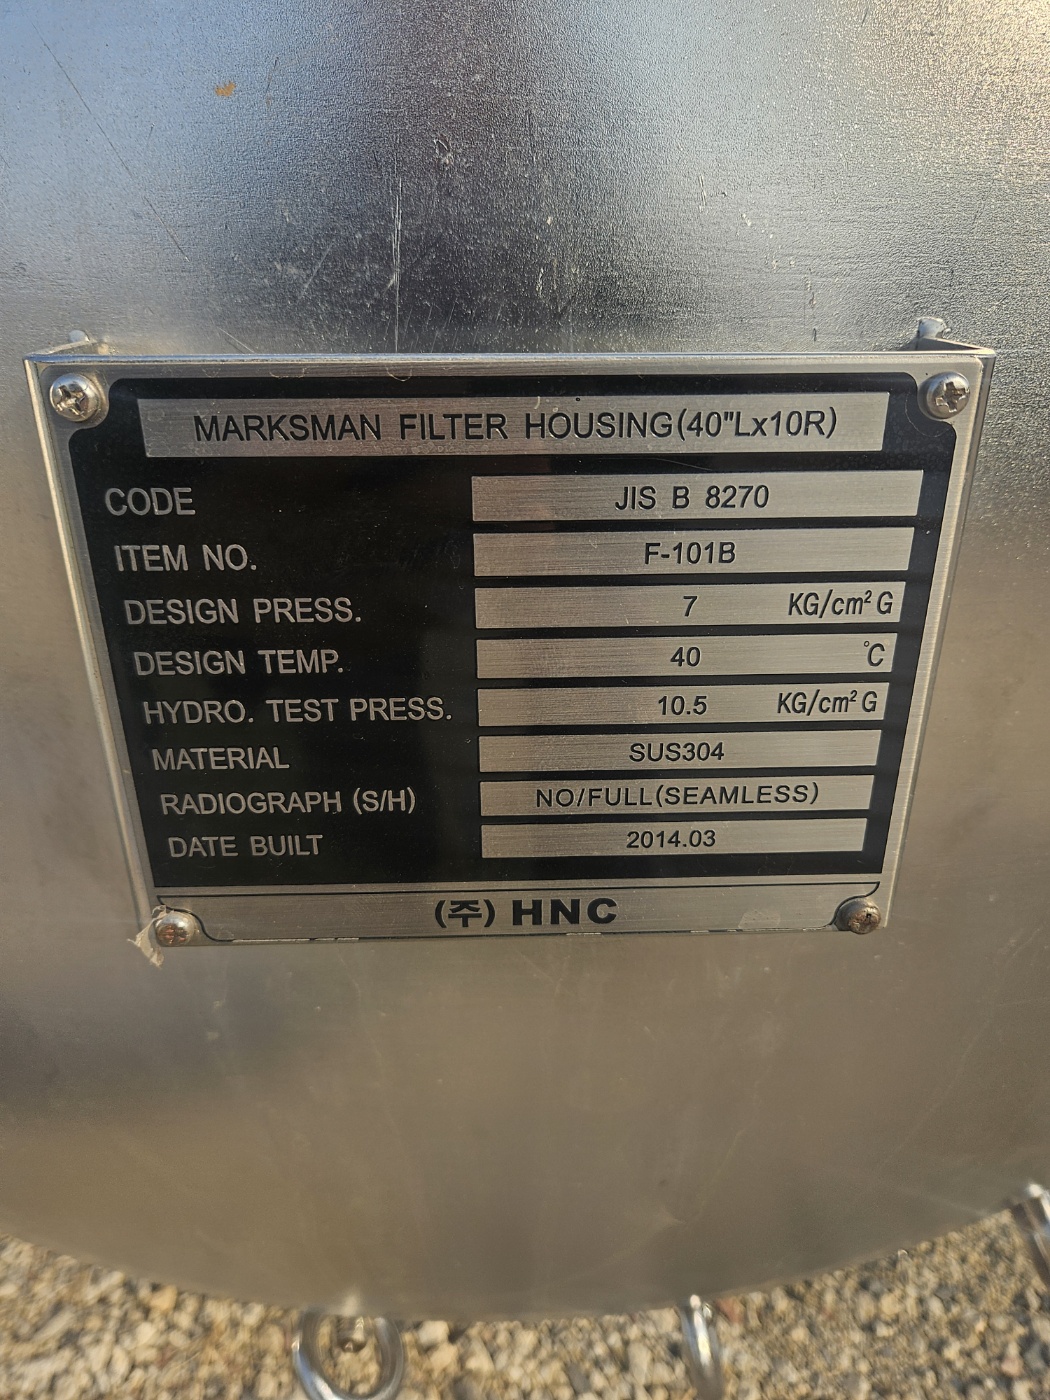 MARKSMAN FILTER HOUSING(40"Lx10R)
CODE JIS B 8270
ITEM NO. F-101B
DESIGN PRESS. 7 KG/cm² G
DESIGN TEMP. 40 ℃
HYDRO. TEST PRESS. 10.5 KG/cm² G
MATERIAL SUS304
RADIOGRAPH (S/H) NO/FULL(SEAMLESS)
DATE BUILT 2014.03
(주) HNC